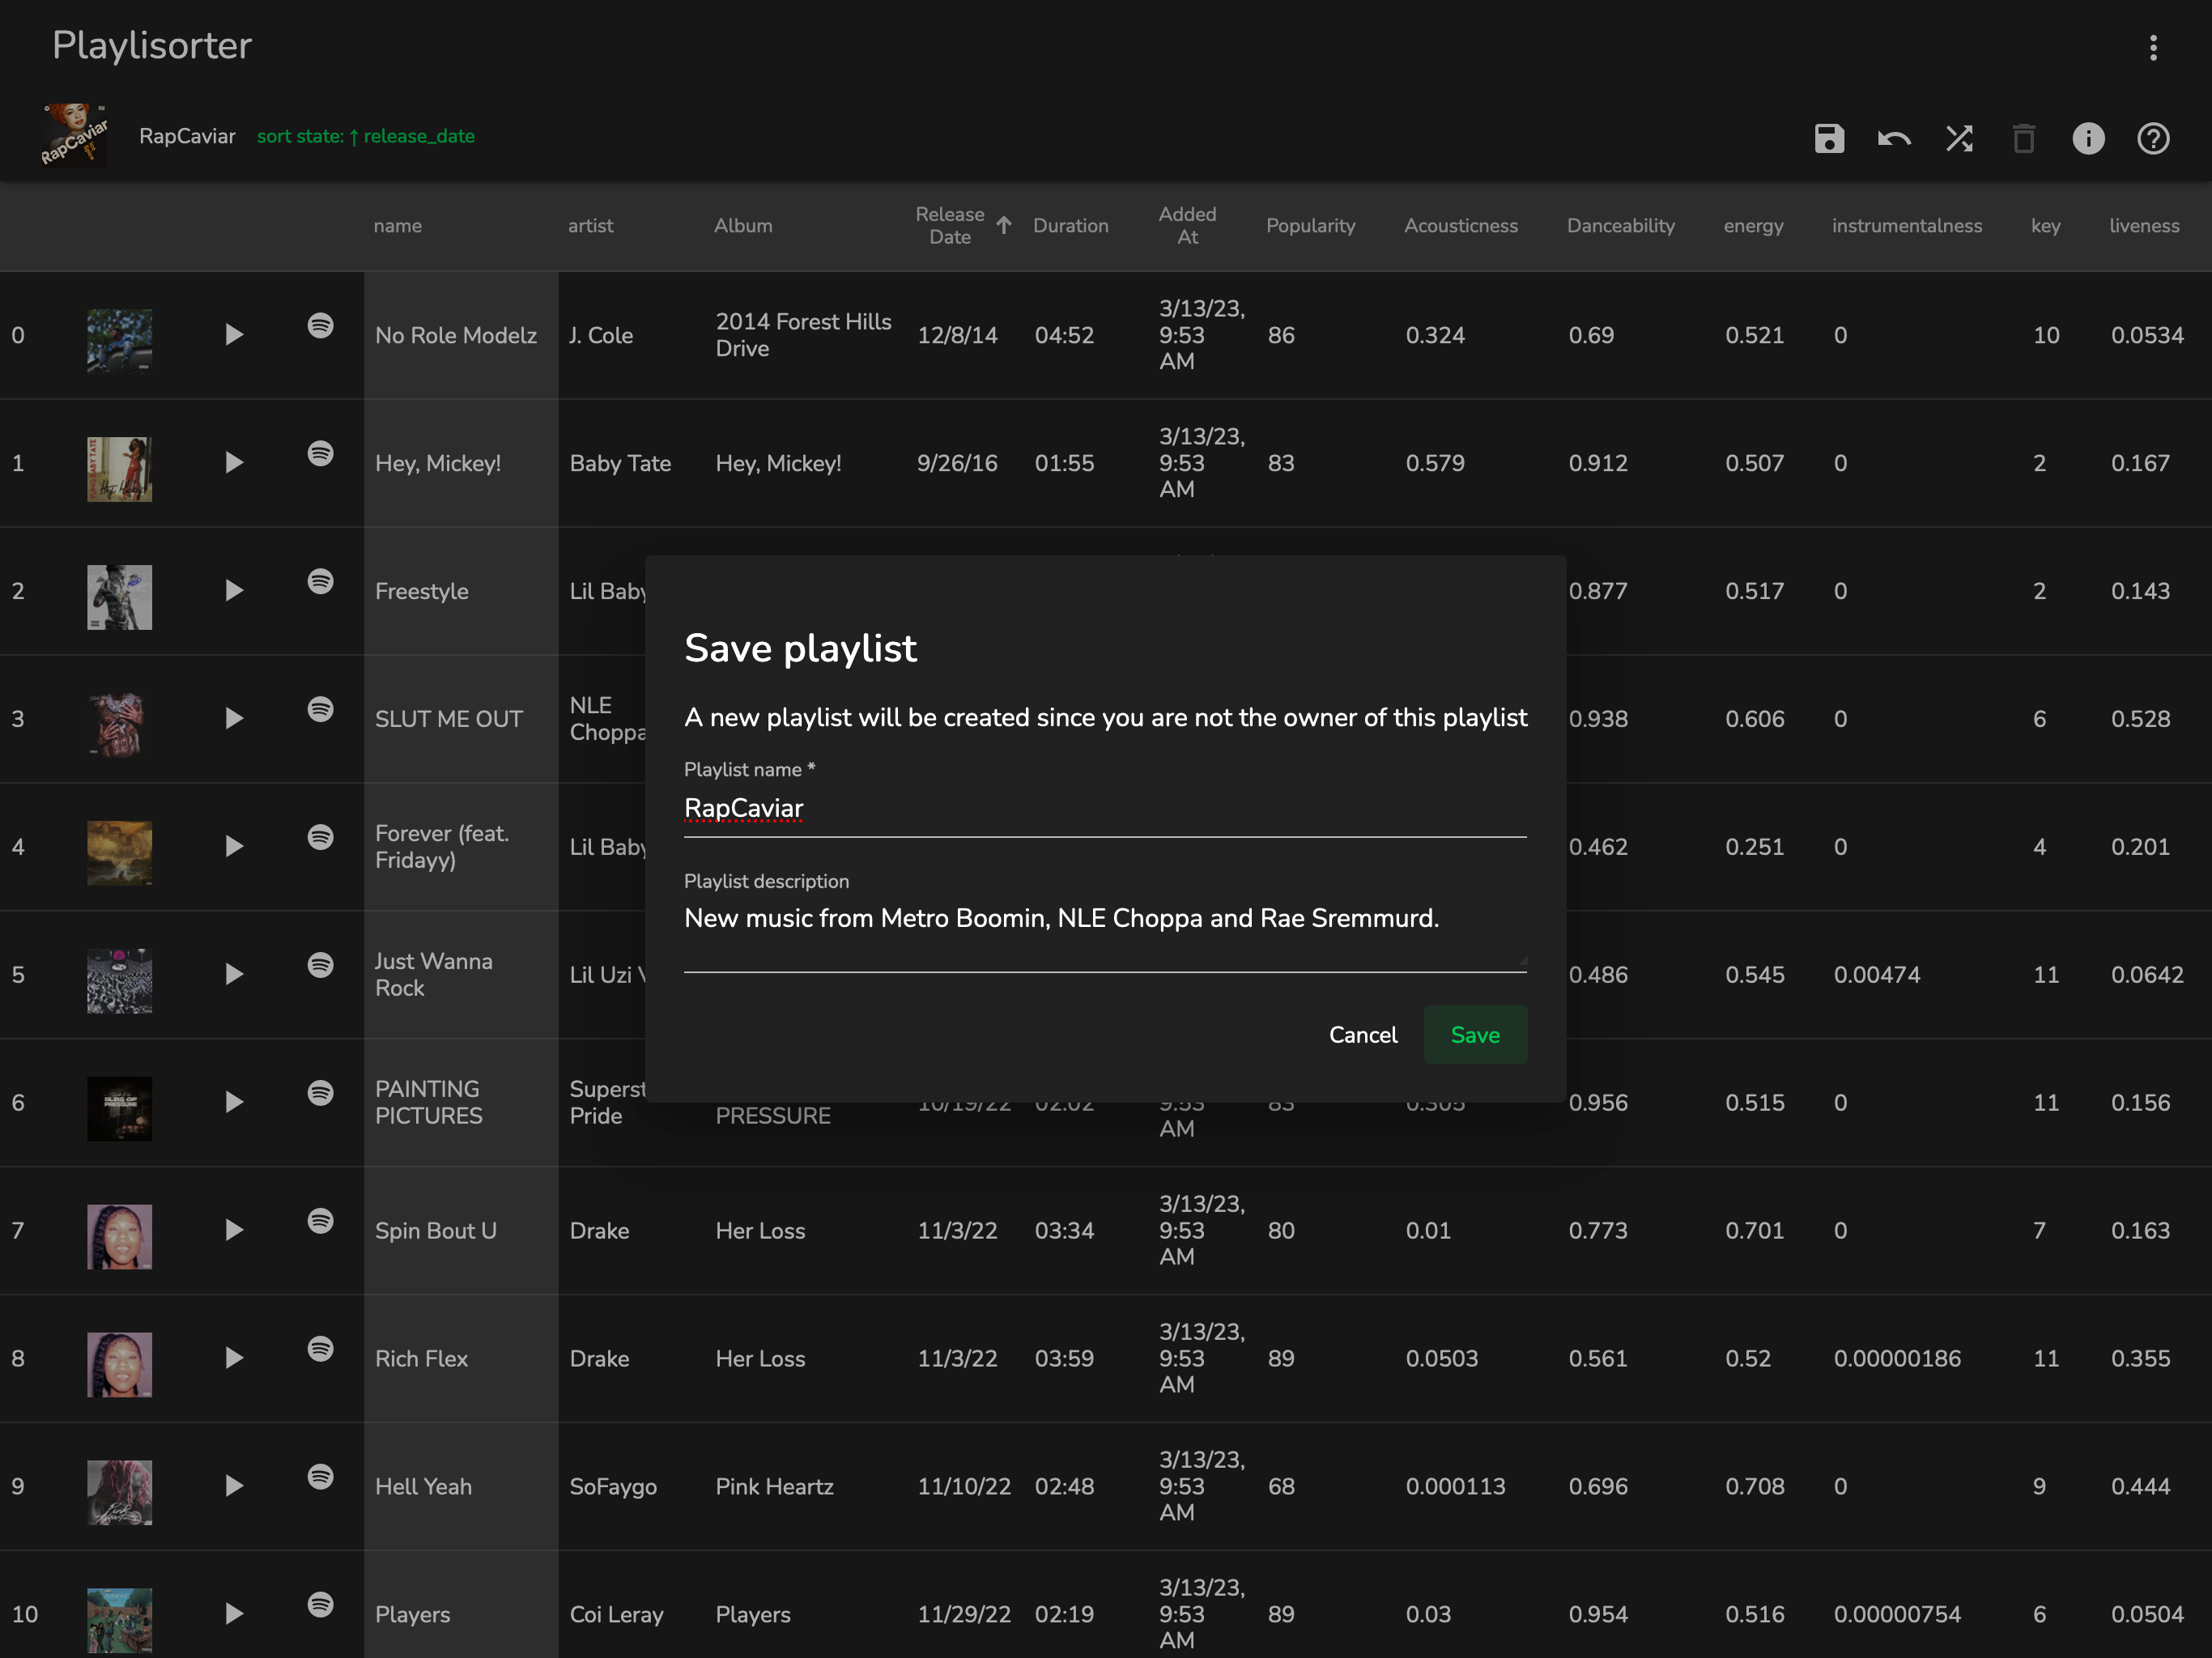 Playlisorter
RapCaviar
RapCaviar sort state: ↑ release_date
name artist Album Release Date ↑ Duration Added At Popularity Acousticness Danceability energy instrumentalness key liveness
0 No Role Modelz J. Cole 2014 Forest Hills Drive 12/8/14 04:52 3/13/23, 9:53 AM 86 0.324 0.69 0.521 0 10 0.0534
1 Hey, Mickey! Baby Tate Hey, Mickey! 9/26/16 01:55 3/13/23, 9:53 AM 83 0.579 0.912 0.507 0 2 0.167
2 Freestyle Lil Baby 0.877 0.517 0 2 0.143
3 SLUT ME OUT NLE Choppa 0.938 0.606 0 6 0.528
4 Forever (feat. Fridayy) Lil Baby 0.462 0.251 0 4 0.201
5 Just Wanna Rock Lil Uzi 0.486 0.545 0.00474 11 0.0642
6 PAINTING PICTURES Superst Pride PRESSURE 10/19/22 02:02 9:53 AM 83 0.305 0.956 0.515 0 11 0.156
7 Spin Bout U Drake Her Loss 11/3/22 03:34 3/13/23, 9:53 AM 80 0.01 0.773 0.701 0 7 0.163
8 Rich Flex Drake Her Loss 11/3/22 03:59 3/13/23, 9:53 AM 89 0.0503 0.561 0.52 0.00000186 11 0.355
9 Hell Yeah SoFaygo Pink Heartz 11/10/22 02:48 3/13/23, 9:53 AM 68 0.000113 0.696 0.708 0 9 0.444
10 Players Coi Leray Players 11/29/22 02:19 3/13/23, 9:53 AM 89 0.03 0.954 0.516 0.00000754 6 0.0504
Save playlist
A new playlist will be created since you are not the owner of this playlist
Playlist name *
RapCaviar
Playlist description
New music from Metro Boomin, NLE Choppa and Rae Sremmurd.
Cancel Save